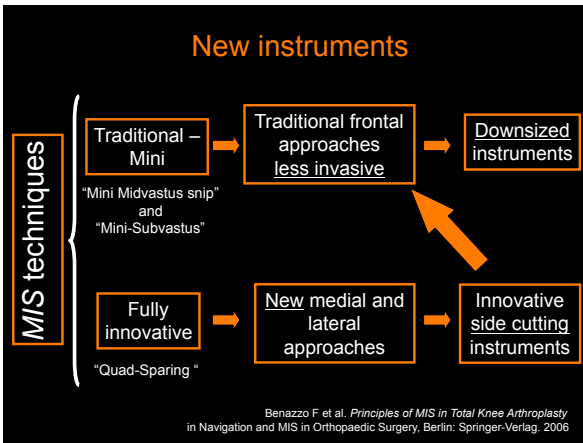 New instruments
MIS techniques
Traditional –
Mini
"Mini Midvastus snip"
and
"Mini-Subvastus"
Traditional frontal
approaches
less invasive
Downsized
instruments
Fully
innovative
"Quad-Sparing "
New medial and
lateral
approaches
Innovative
side cutting
instruments
Benazzo F et al. Principles of MIS in Total Knee Arthroplasty
in Navigation and MIS in Orthopaedic Surgery, Berlin: Springer-Verlag. 2006